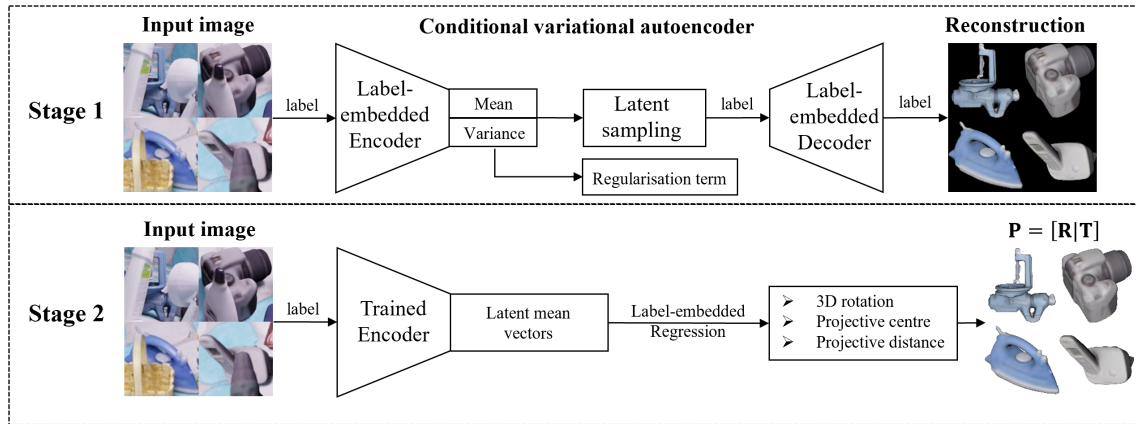 Input image
Conditional variational autoencoder
Reconstruction
Stage 1
label
Label-
embedded
Encoder
Mean
Variance
Latent
sampling
label
Label-
embedded
Decoder
label
Regularisation term
Input image
P = [R|T]
Stage 2
label
Trained
Encoder
Latent mean
vectors
Label-embedded
Regression
➢ 3D rotation
➢ Projective centre
➢ Projective distance